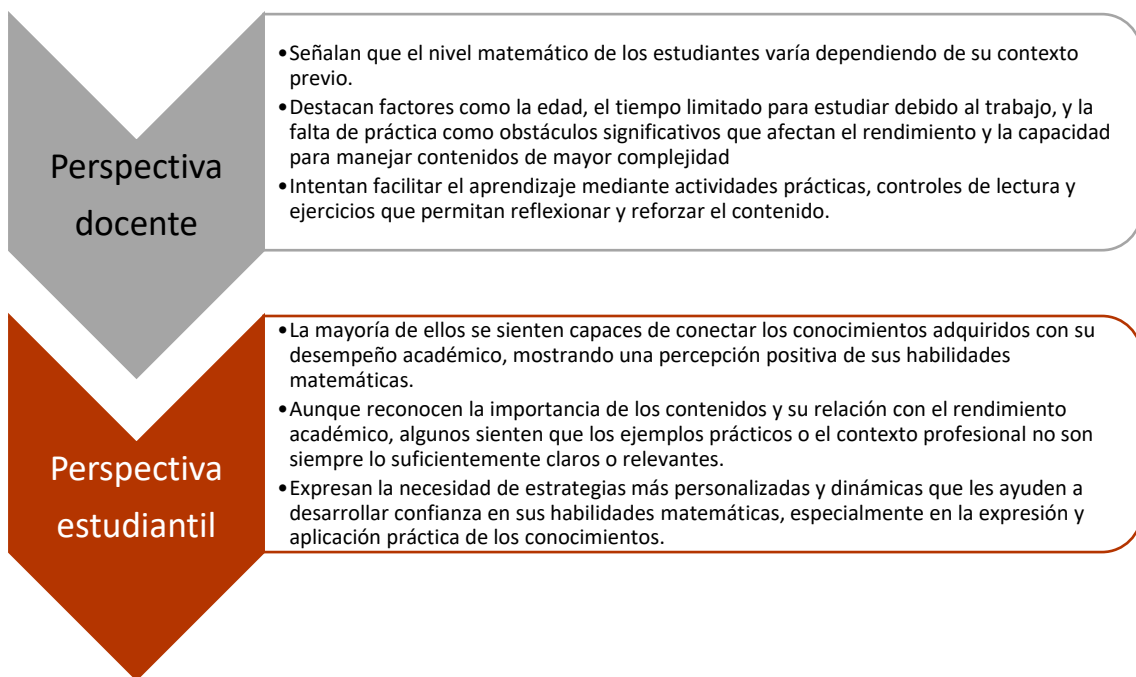 Perspectiva
docente
•Señalan que el nivel matemático de los estudiantes varía dependiendo de su contexto
previo.
•Destacan factores como la edad, el tiempo limitado para estudiar debido al trabajo, y la
falta de práctica como obstáculos significativos que afectan el rendimiento y la capacidad
para manejar contenidos de mayor complejidad
•Intentan facilitar el aprendizaje mediante actividades prácticas, controles de lectura y
ejercicios que permitan reflexionar y reforzar el contenido.
Perspectiva
estudiantil
•La mayoría de ellos se sienten capaces de conectar los conocimientos adquiridos con su
desempeño académico, mostrando una percepción positiva de sus habilidades
matemáticas.
•Aunque reconocen la importancia de los contenidos y su relación con el rendimiento
académico, algunos sienten que los ejemplos prácticos o el contexto profesional no son
siempre lo suficientemente claros o relevantes.
•Expresan la necesidad de estrategias más personalizadas y dinámicas que les ayuden a
desarrollar confianza en sus habilidades matemáticas, especialmente en la expresión y
aplicación práctica de los conocimientos.